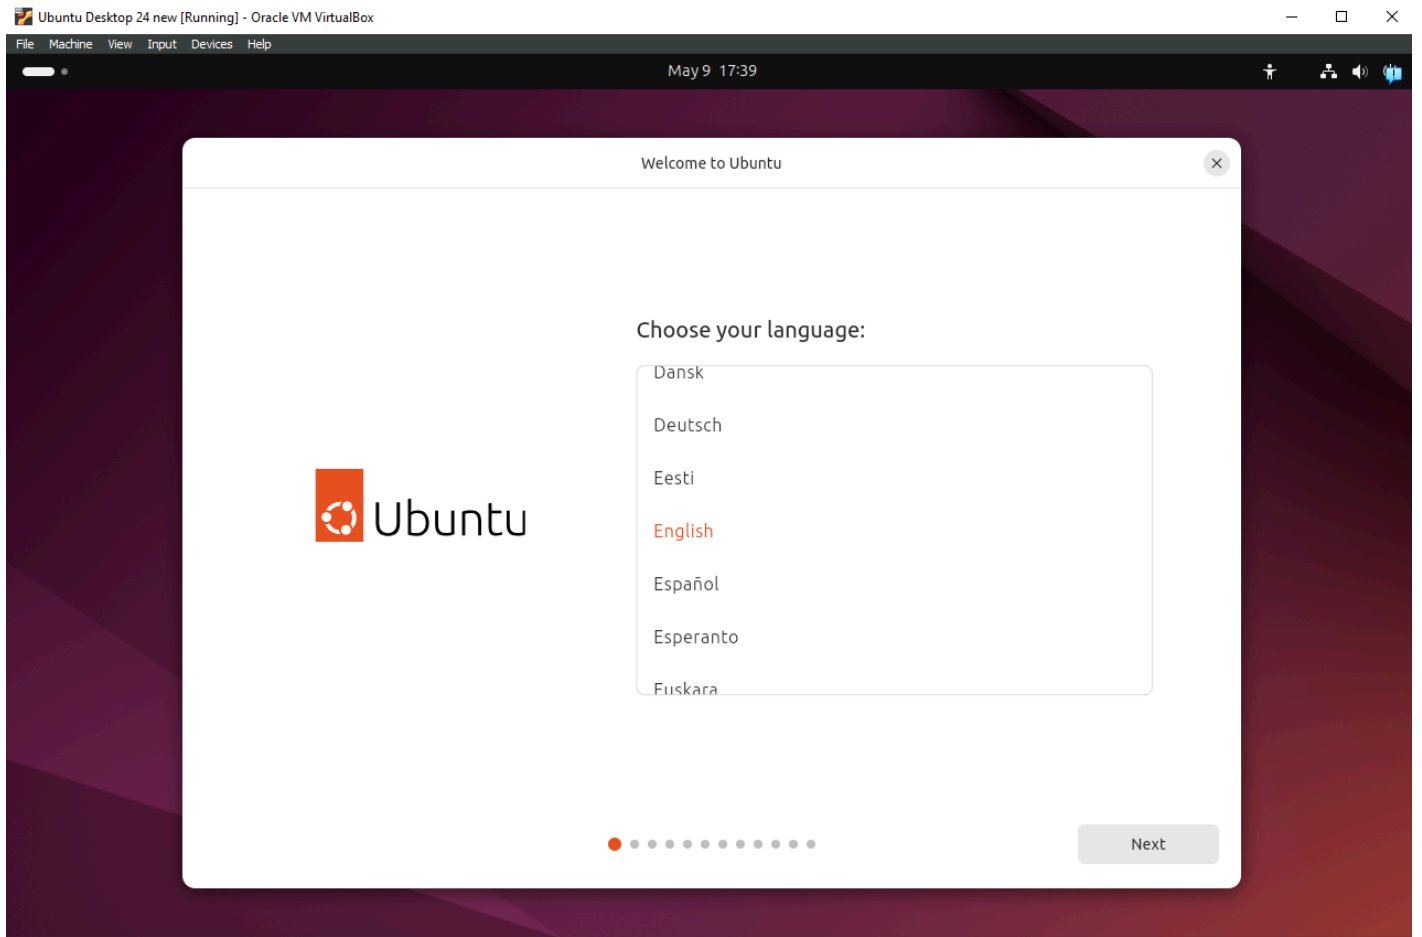 Ubuntu Desktop 24 new [Running] - Oracle VM VirtualBox
File Machine View Input Devices Help
May 9 17:39
Welcome to Ubuntu
Choose your language:
Dansk
Deutsch
Eesti
English
Español
Esperanto
Euskara
Ubuntu
Next